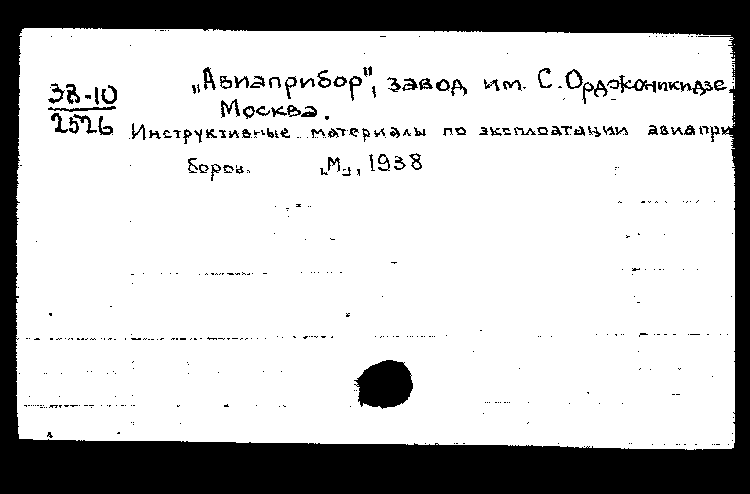 38-10
2526
"Авиаприбор", завод им. С. Орджоникидзе.
Москва.
Инструктивные материалы по эксплоатации авиапри
боров. „М„, 1938